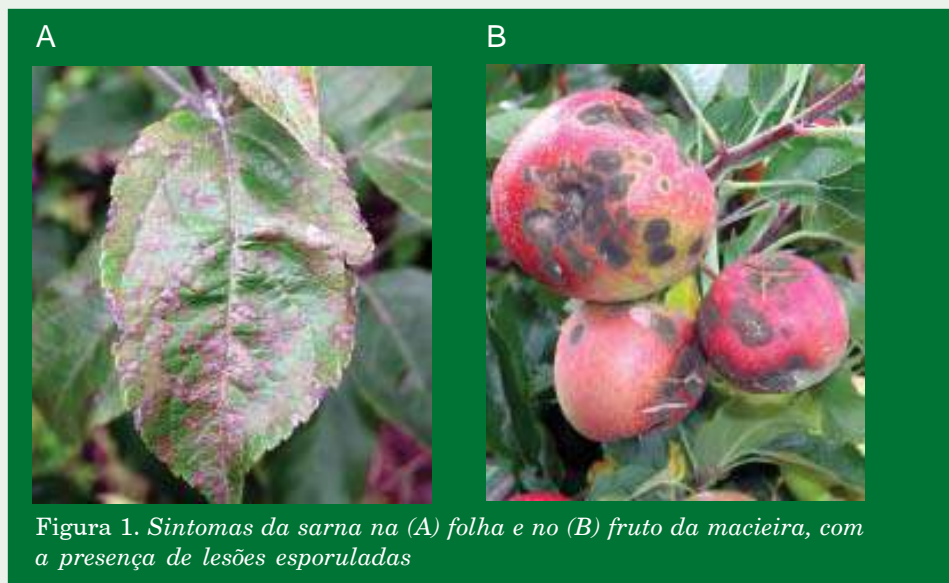 A
B
Figura 1. Sintomas da sarna na (A) folha e no (B) fruto da macieira, com
a presença de lesões esporuladas